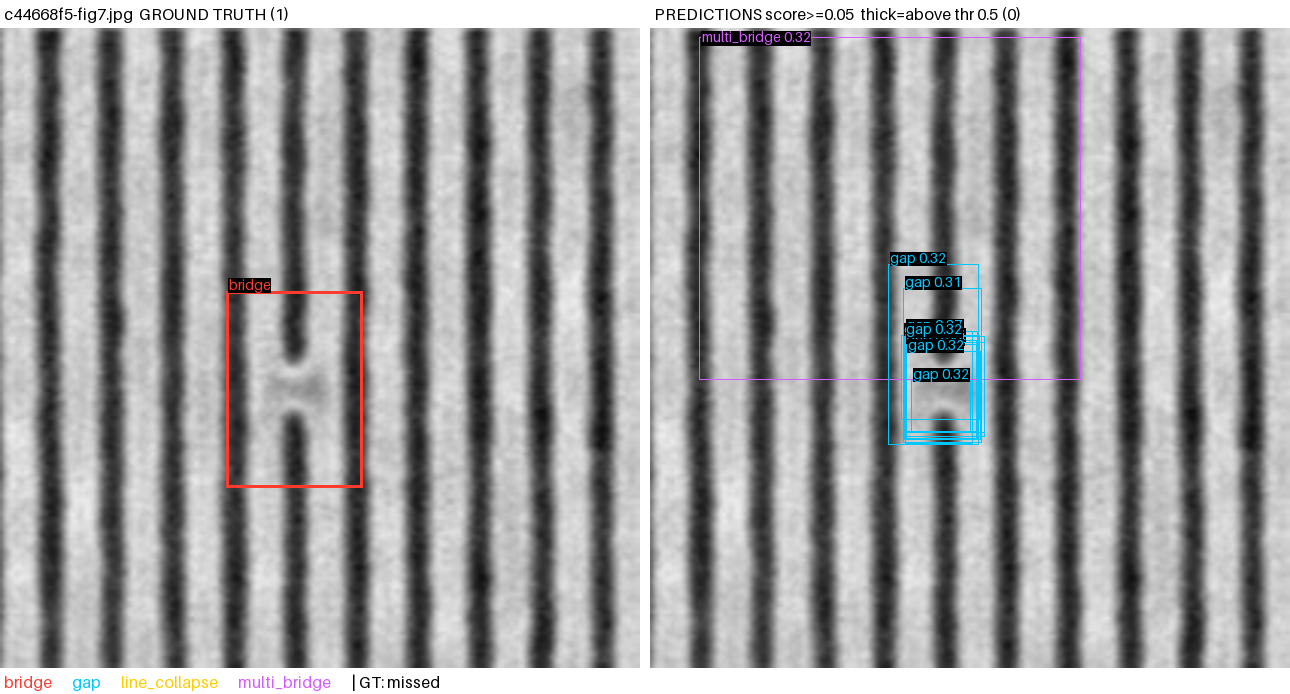 c44668f5-fig7.jpg GROUND TRUTH (1)
PREDICTIONS score>=0.05 thick=above thr 0.5 (0)
multi_bridge 0.32
gap 0.32
gap 0.31
bridge
gap 0.32
gap 0.32
gap 0.32
bridge gap line_collapse multi_bridge | GT: missed